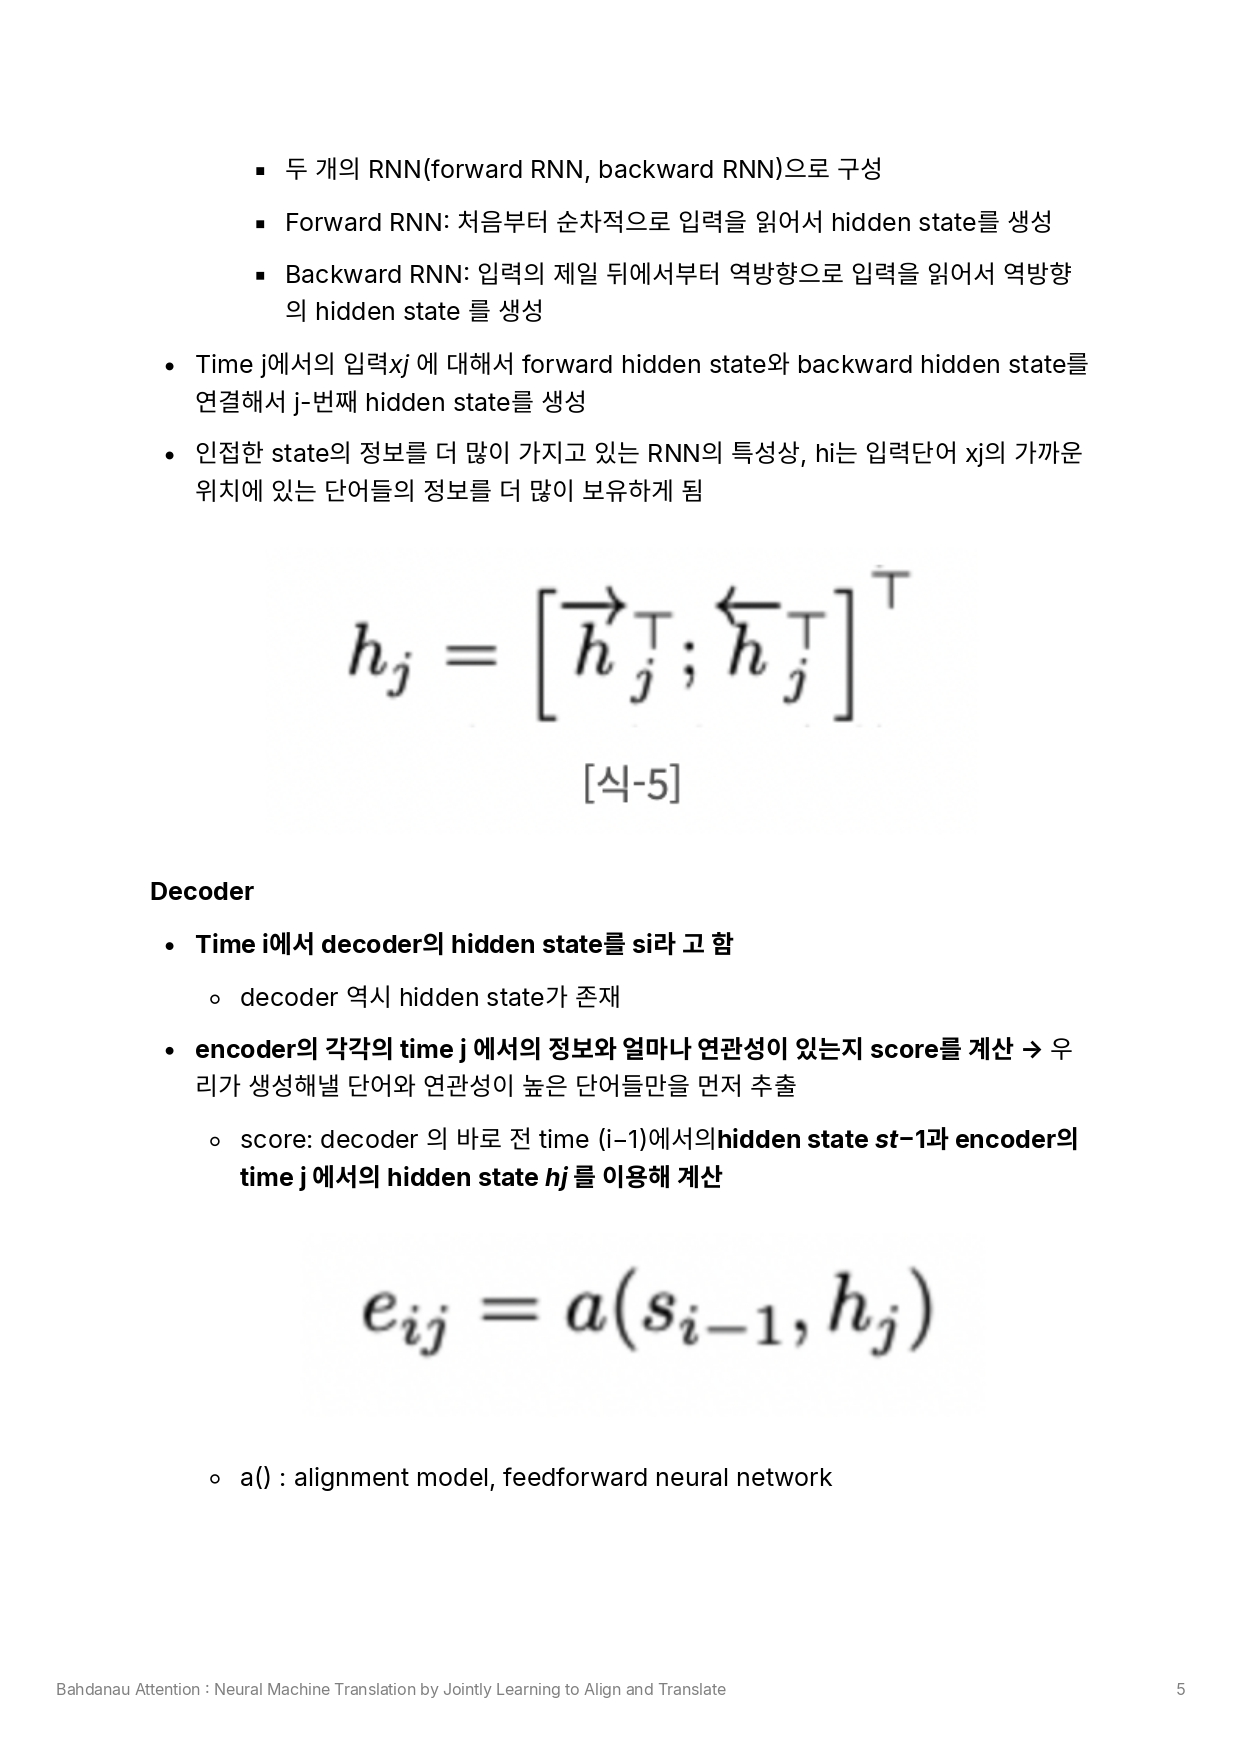 ▪ 두 개의 RNN(forward RNN, backward RNN)으로 구성
▪ Forward RNN: 처음부터 순차적으로 입력을 읽어서 hidden state를 생성
▪ Backward RNN: 입력의 제일 뒤에서부터 역방향으로 입력을 읽어서 역방향
의 hidden state 를 생성
• Time j에서의 입력xj 에 대해서 forward hidden state와 backward hidden state를
연결해서 j-번째 hidden state를 생성
• 인접한 state의 정보를 더 많이 가지고 있는 RNN의 특성상, hi는 입력단어 xj의 가까운
위치에 있는 단어들의 정보를 더 많이 보유하게 됨
h_j = [\overrightarrow{h}_j^⊤; \overleftarrow{h}_j^⊤]^⊤
[식-5]
Decoder
• Time i에서 decoder의 hidden state를 si라 고 함
◦ decoder 역시 hidden state가 존재
• encoder의 각각의 time j 에서의 정보와 얼마나 연관성이 있는지 score를 계산 → 우
리가 생성해낼 단어와 연관성이 높은 단어들만을 먼저 추출
◦ score: decoder 의 바로 전 time (i−1)에서의hidden state st−1과 encoder의
time j 에서의 hidden state hj 를 이용해 계산
e_{ij} = a(s_{i−1}, h_j)
◦ a() : alignment model, feedforward neural network
Bahdanau Attention : Neural Machine Translation by Jointly Learning to Align and Translate
5